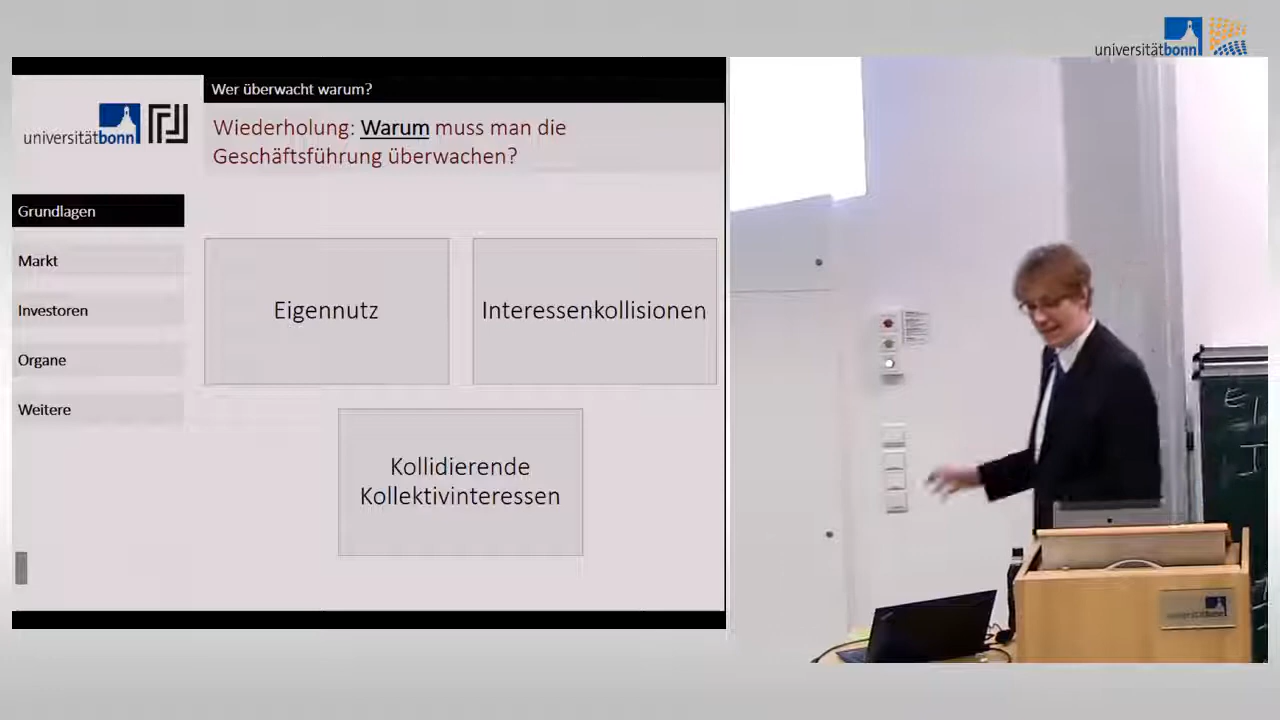 universitätbonn
Wer überwacht warum?
universitätbonn
Wiederholung: Warum muss man die
Geschäftsführung überwachen?
Grundlagen
Markt
Investoren
Organe
Weitere
Eigennutz
Interessenkollisionen
Kollidierende
Kollektivinteressen
universitätbonn